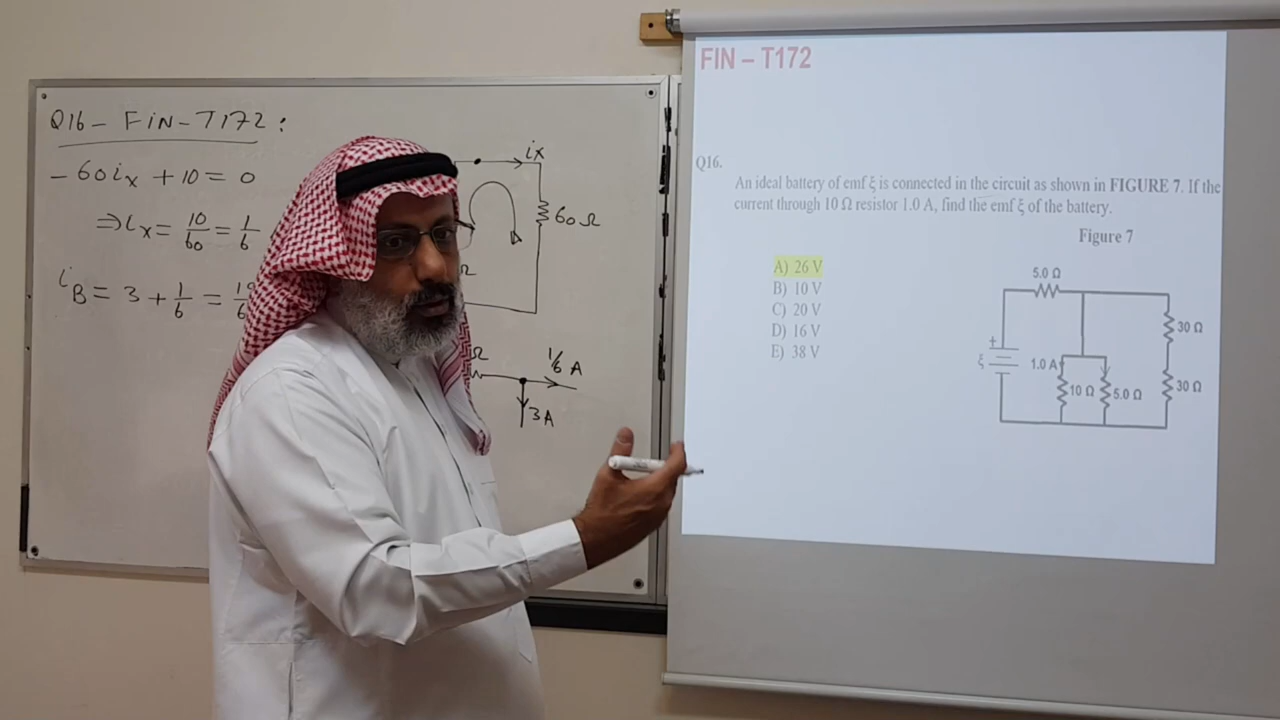 Q16 - FIN - T172 :
- 60 ix + 10 = 0
⇒ ix = 10/60 = 1/6
iB = 3 + 1/6 =
ix
60 Ω
Ω
Ω
1/6 A
3A
FIN – T172
Q16.
An ideal battery of emf ξ is connected in the circuit as shown in FIGURE 7. If the
current through 10 Ω resistor 1.0 A, find the emf ξ of the battery.
Figure 7
A) 26 V
B) 10 V
C) 20 V
D) 16 V
E) 38 V
5.0 Ω
30 Ω
+
ξ
1.0 A
10 Ω
5.0 Ω
30 Ω